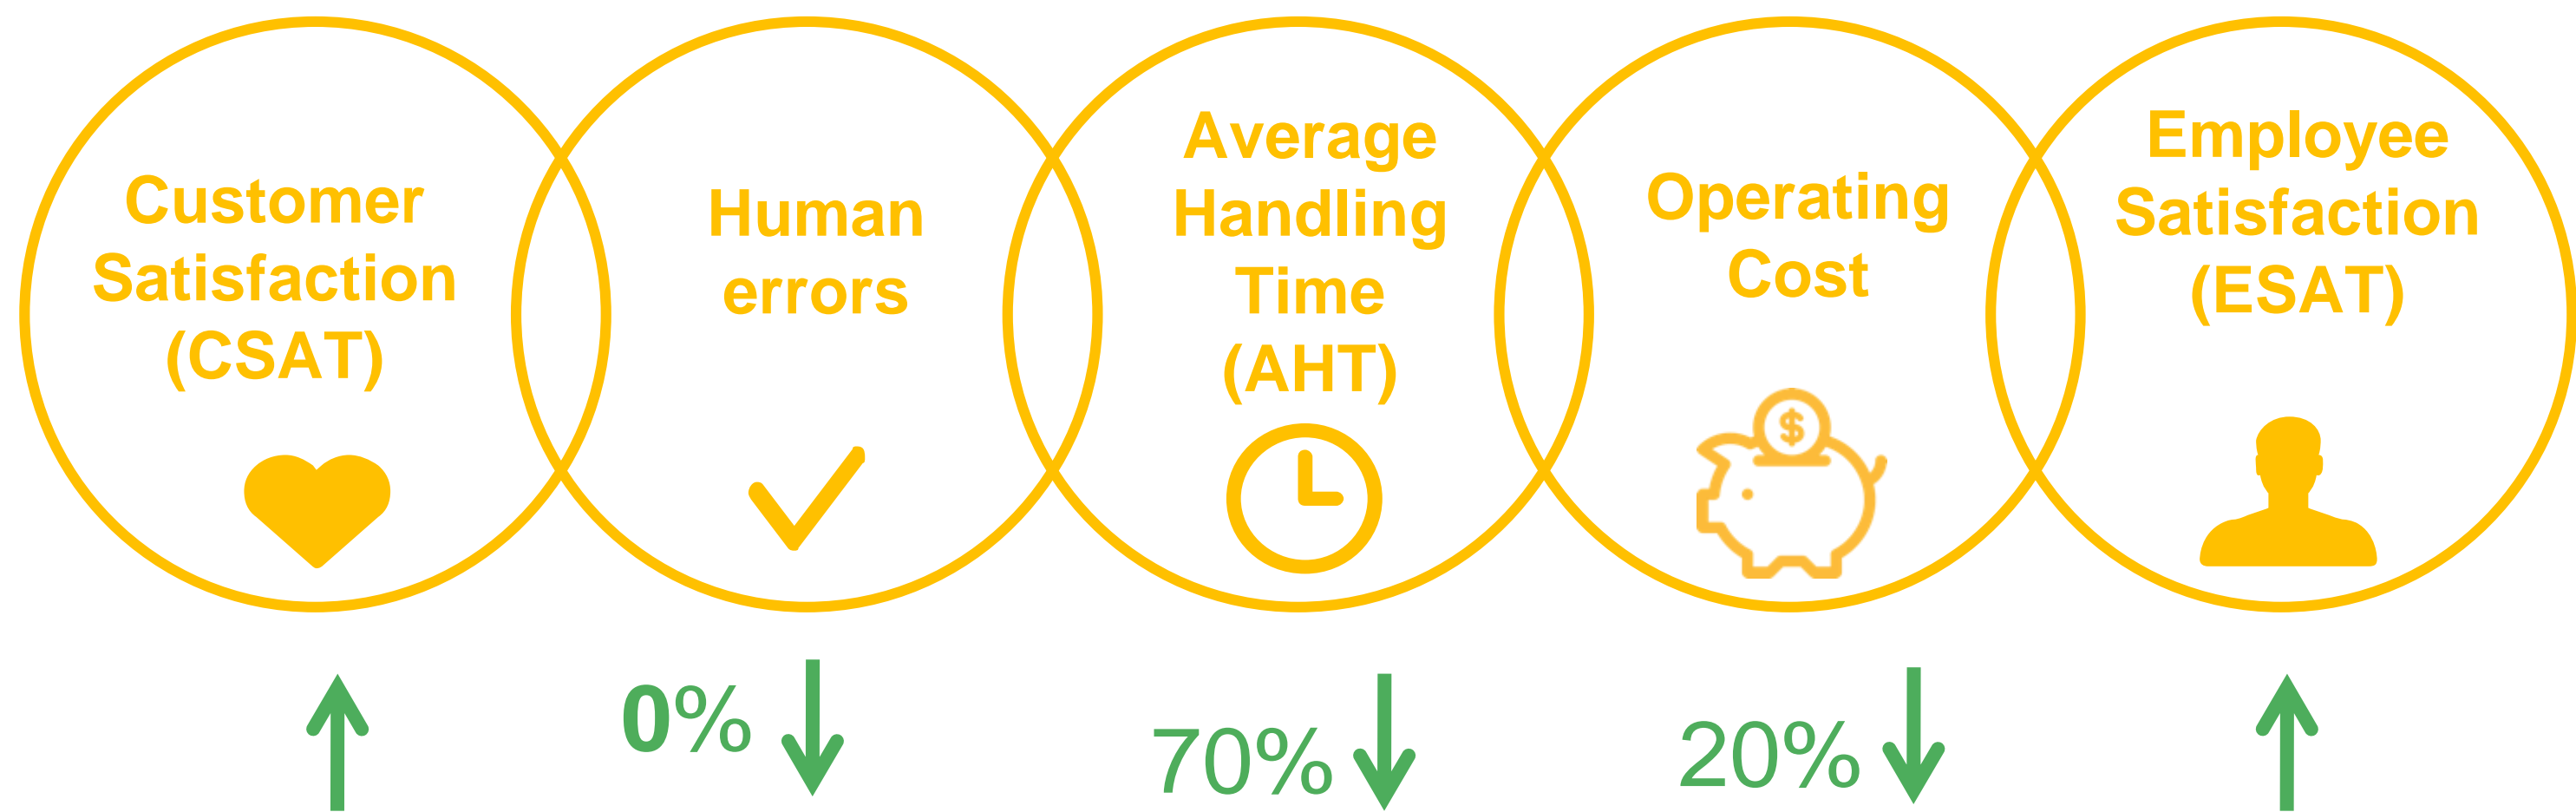 Customer
Satisfaction
(CSAT)
Human
errors
Average
Handling
Time
(AHT)
$
Operating
Cost
Employee
Satisfaction
(ESAT)
0%
70%
20%